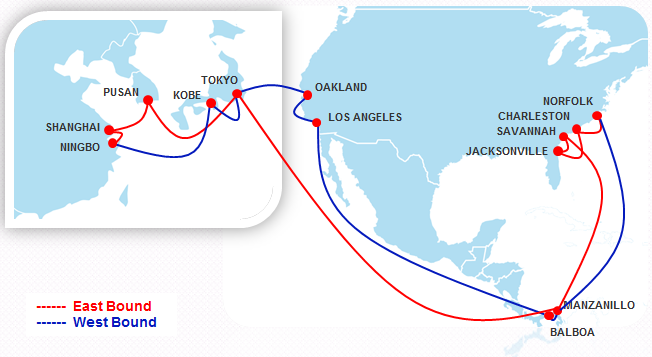 TOKYO
PUSAN
KOBE
OAKLAND
NORFOLK
CHARLESTON
SHANGHAI
LOS ANGELES
SAVANNAH
NINGBO
JACKSONVILLE
MANZANILLO
BALBOA
------ East Bound
------ West Bound